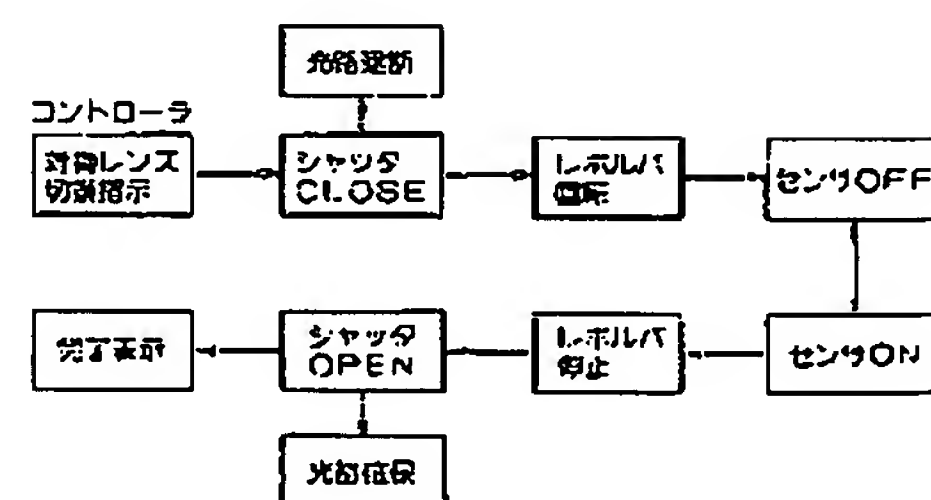 光路遮断
コントローラ
対物レンズ
切換指示
シャッタ
CLOSE
レボルバ
回転
センサOFF
完了表示
シャッタ
OPEN
レボルバ
停止
センサON
光路確保